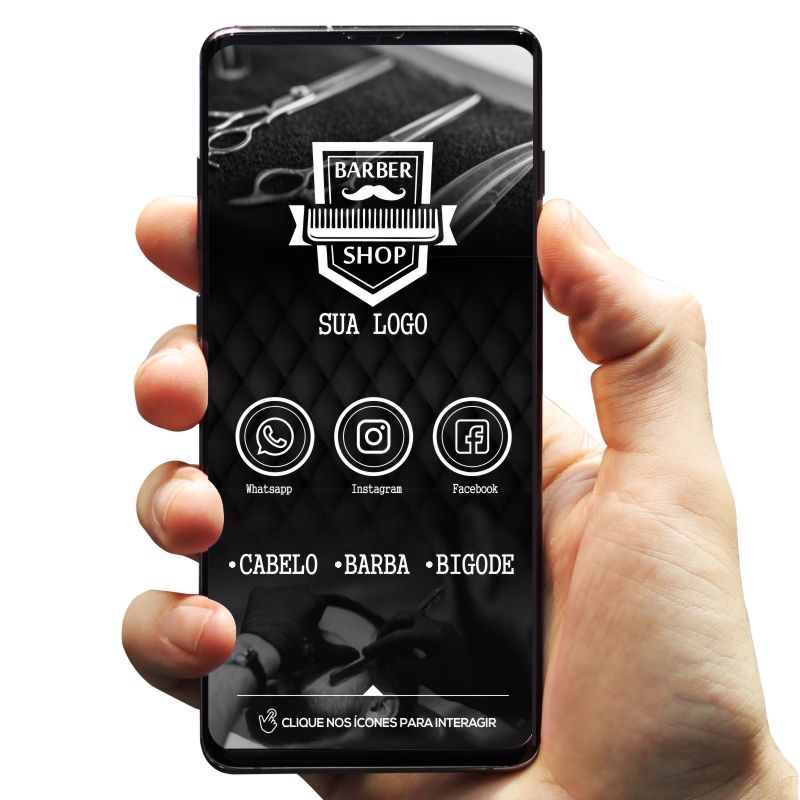 BARBER
SHOP
SUA LOGO
Whatsapp
Instagram
Facebook
•CABELO •BARBA •BIGODE
CLIQUE NOS ÍCONES PARA INTERAGIR